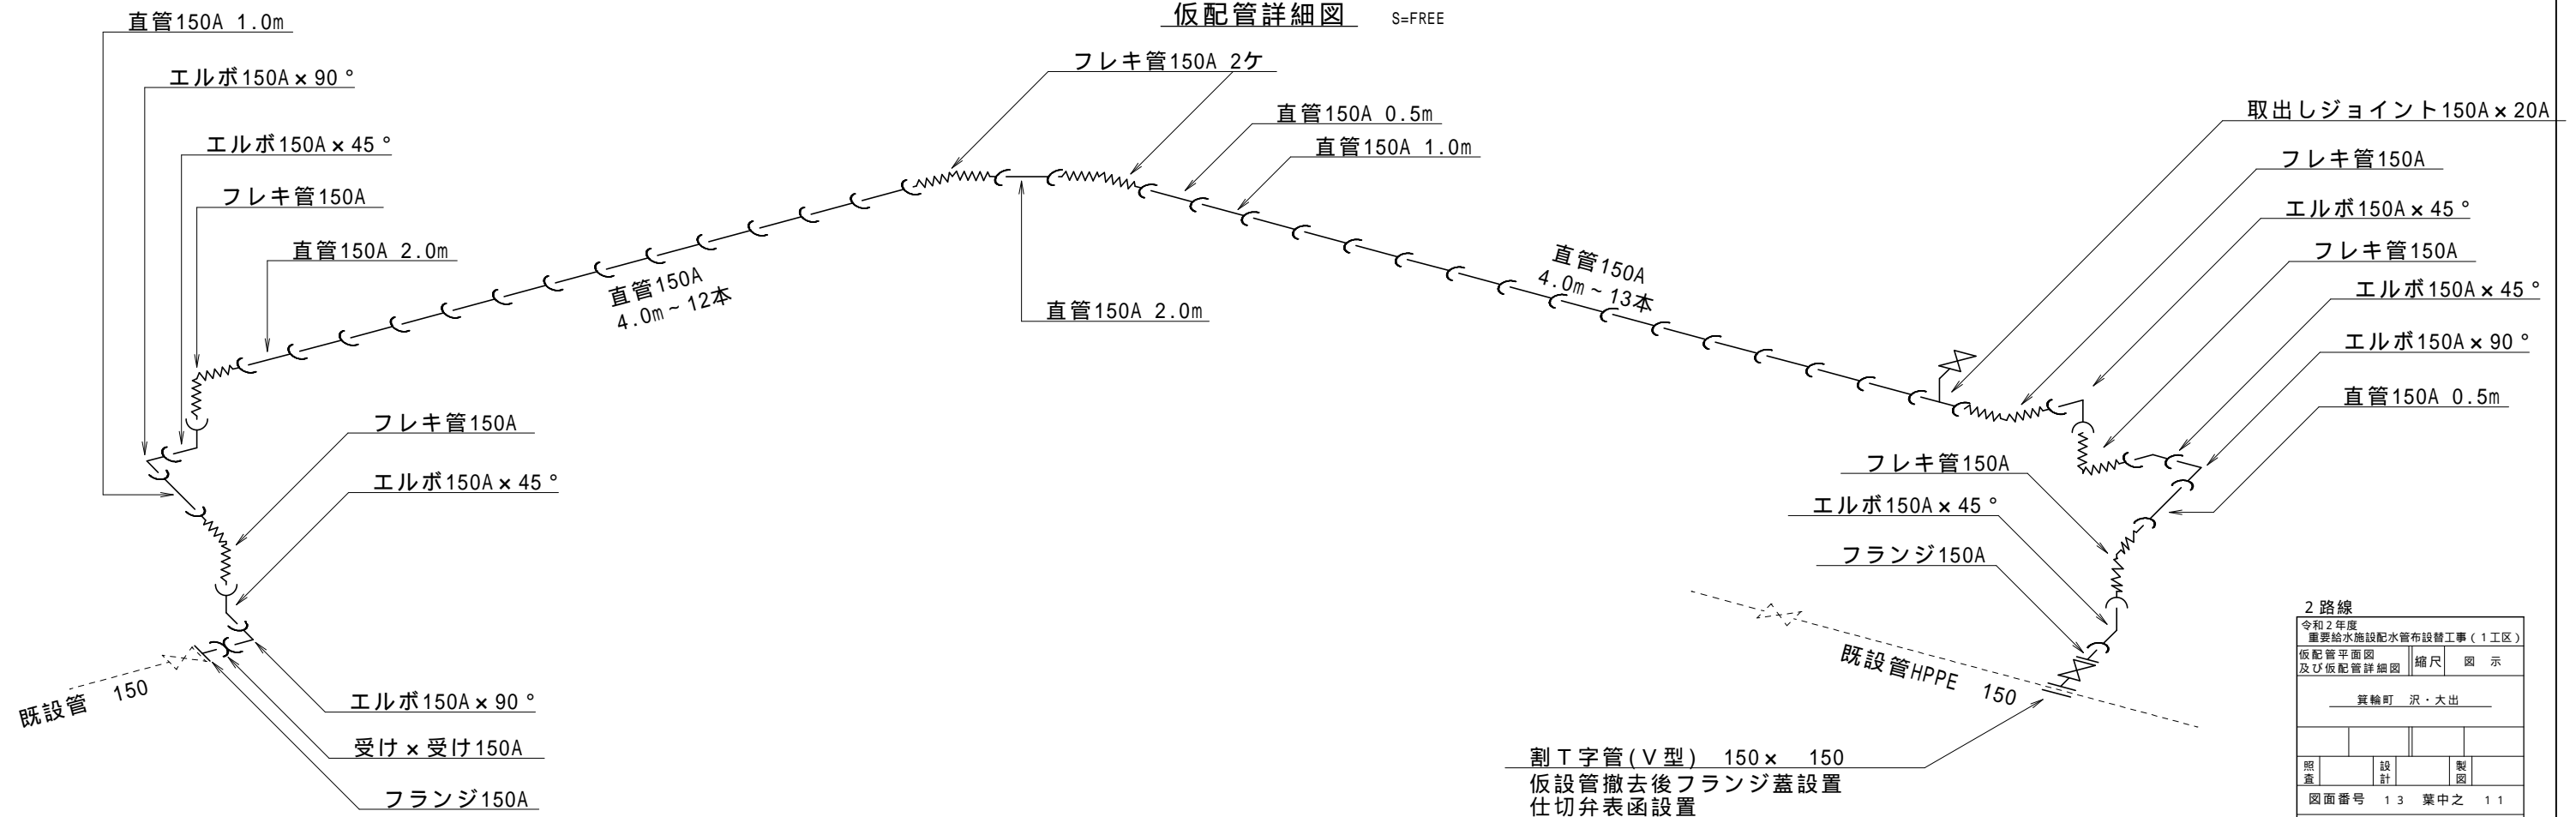 仮配管詳細図 S=FREE
直管150A 1.0m
エルボ150A×90°
エルボ150A×45°
フレキ管150A
直管150A 2.0m
直管150A
4.0m~12本
フレキ管150A 2ケ
直管150A 0.5m
直管150A 1.0m
直管150A 2.0m
直管150A
4.0m~13本
取出しジョイント150A×20A
フレキ管150A
エルボ150A×45°
フレキ管150A
エルボ150A×45°
エルボ150A×90°
直管150A 0.5m
フレキ管150A
エルボ150A×45°
フランジ150A
フレキ管150A
エルボ150A×45°
既設管 150
エルボ150A×90°
受け×受け150A
フランジ150A
既設管HPPE 150
割T字管(V型) 150× 150
仮設管撤去後フランジ蓋設置
仕切弁表函設置
2路線
令和2年度
重要給水施設配水管布設替工事(1工区)
仮配管平面図
及び仮配管詳細図 縮尺 図 示
箕輪町 沢・大出
照査 設計 製図
図面番号 13 葉中之 11